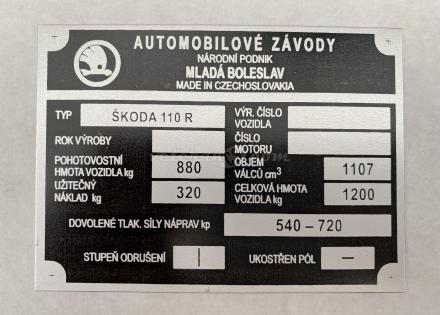 AUTOMOBILOVÉ ZÁVODY
NÁRODNÍ PODNIK
MLADÁ BOLESLAV
MADE IN CZECHOSLOVAKIA
TYP ŠKODA 110 R
VÝR. ČÍSLO VOZIDLA
ROK VÝROBY
ČÍSLO MOTORU
POHOTOVOSTNÍ HMOTA VOZIDLA kg 880
OBJEM VÁLCŮ cm³ 1107
UŽITEČNÝ NÁKLAD kg 320
CELKOVÁ HMOTA VOZIDLA kg 1200
DOVOLENÉ TLAK. SÍLY NÁPRAV kp 540 – 720
STUPEŇ ODRUŠENÍ |
UKOSTŘEN PÓL —